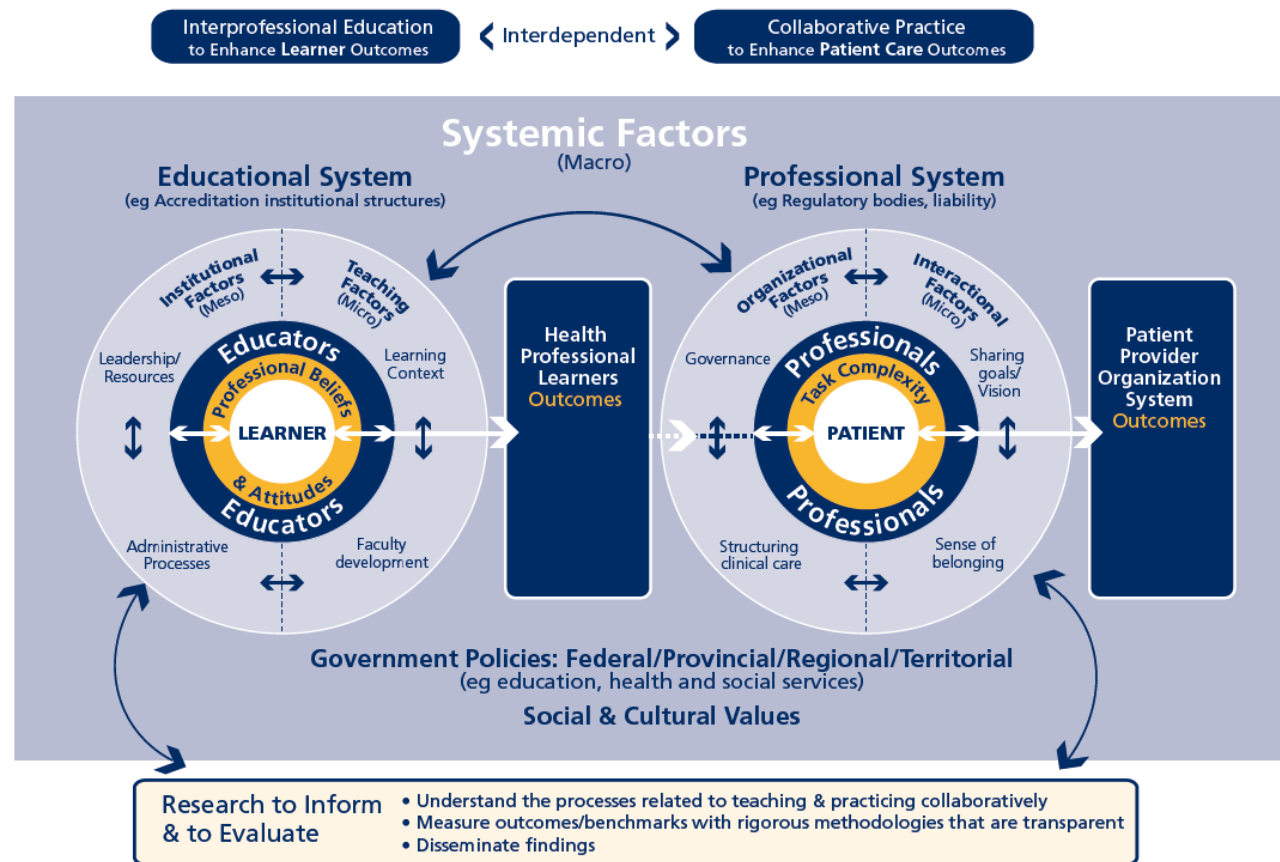 Interprofessional Education
to Enhance Learner Outcomes
Interdependent
Collaborative Practice
to Enhance Patient Care Outcomes
Systemic Factors
(Macro)
Educational System
(eg Accreditation institutional structures)
Professional System
(eg Regulatory bodies, liability)
Institutional
Factors
(Meso)
Teaching
Factors
(Micro)
Leadership/
Resources
Learning
Context
Educators
Professional Beliefs
LEARNER
& Attitudes
Educators
Administrative
Processes
Faculty
development
Health
Professional
Learners
Outcomes
Organizational
Factors
(Meso)
Interactional
Factors
(Micro)
Governance
Sharing
goals/
Vision
Professionals
Task Complexity
PATIENT
Professionals
Structuring
clinical care
Sense of
belonging
Patient
Provider
Organization
System
Outcomes
Government Policies: Federal/Provincial/Regional/Territorial
(eg education, health and social services)
Social & Cultural Values
Research to Inform
& to Evaluate
• Understand the processes related to teaching & practicing collaboratively
• Measure outcomes/benchmarks with rigorous methodologies that are transparent
• Disseminate findings